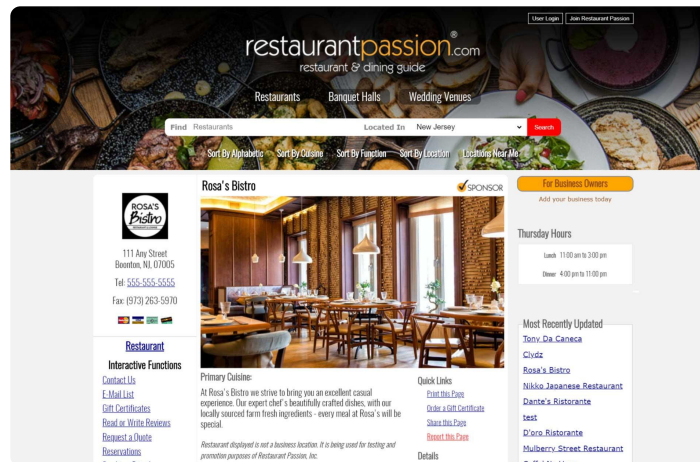 User Login
Join Restaurant Passion
restaurantpassion®.com
restaurant & dining guide
Restaurants
Banquet Halls
Wedding Venues
Find
Restaurants
Located In
New Jersey
Search
Sort By Alphabetic
Sort By Cuisine
Sort By Function
Sort By Location
Locations Near Me
ROSA'S
Bistro
111 Any Street
Boonton, NJ, 07005
Tel: 555-555-5555
Fax: (973) 263-5970
Restaurant
Interactive Functions
Contact Us
E-Mail List
Gift Certificates
Read or Write Reviews
Request a Quote
Reservations
Rosa's Bistro
SPONSOR
Primary Cuisine:
At Rosa's Bistro we strive to bring you an excellent casual
experience. Our expert chef's beautifully crafted dishes, with our
locally sourced farm fresh ingredients - every meal at Rosa's will be
special.
Restaurant displayed is not a business location. It is being used for testing and
promotion purposes of Restaurant Passion, Inc.
Quick Links
Print this Page
Order a Gift Certificate
Share this Page
Report this Page
Details
For Business Owners
Add your business today
Thursday Hours
Lunch 11:00 am to 3:00 pm
Dinner 4:00 pm to 11:00 pm
Most Recently Updated
Tony Da Caneca
Clydz
Rosa's Bistro
Nikko Japanese Restaurant
Dante's Ristorante
test
D'oro Ristorante
Mulberry Street Restaurant